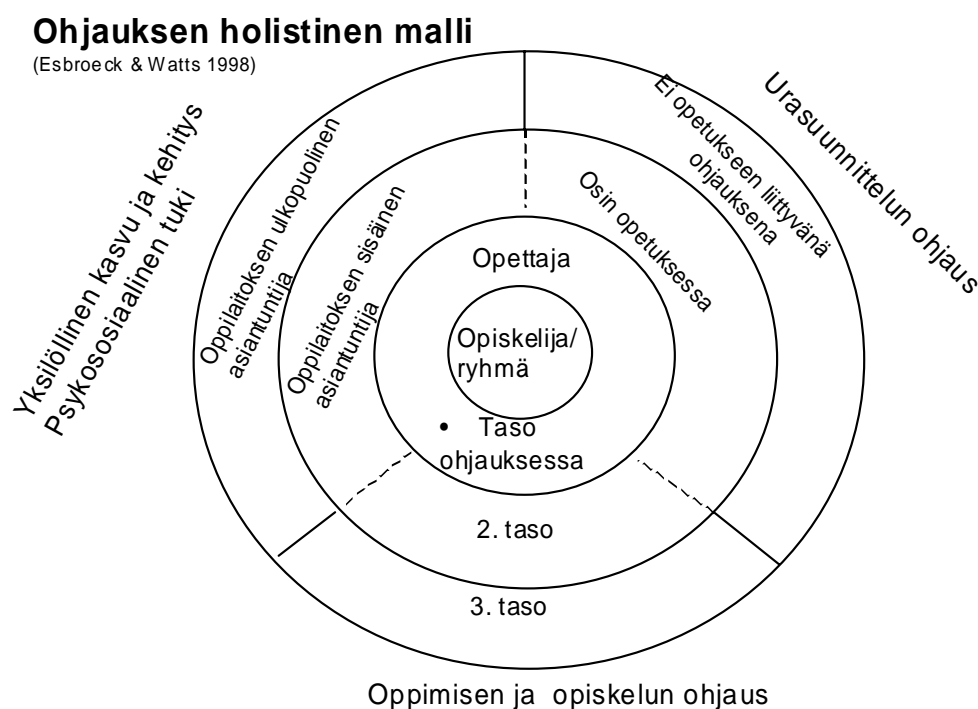 Ohjauksen holistinen malli
(Esbroeck & Watts 1998)
Yksilöllinen kasvu ja kehitys
Psykososiaalinen tuki
Oppilaitoksen ulkopuolinen
asiantuntija
Oppilaitoksen sisäinen
asiantuntija
Opettaja
Opiskelija/
ryhmä
• Taso
ohjauksessa
2. taso
3. taso
Osin opetuksessa
Ei opetukseen liittyvänä
ohjauksena
Urasuunnittelun ohjaus
Oppimisen ja opiskelun ohjaus